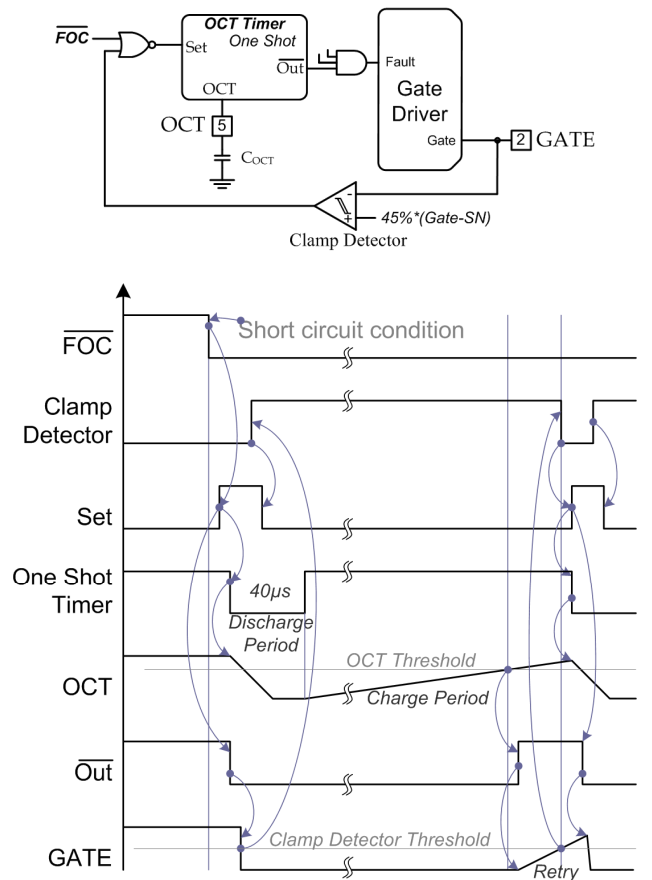 FOC
OCT Timer
One Shot
Set
Out
OCT
OCT 5
COCT
Fault
Gate
Driver
Gate
2 GATE
-
+
45%*(Gate-SN)
Clamp Detector
FOC
Short circuit condition
Clamp
Detector
Set
One Shot
Timer
40µs
Discharge
Period
OCT Threshold
OCT
Charge Period
Out
Clamp Detector Threshold
GATE
Retry